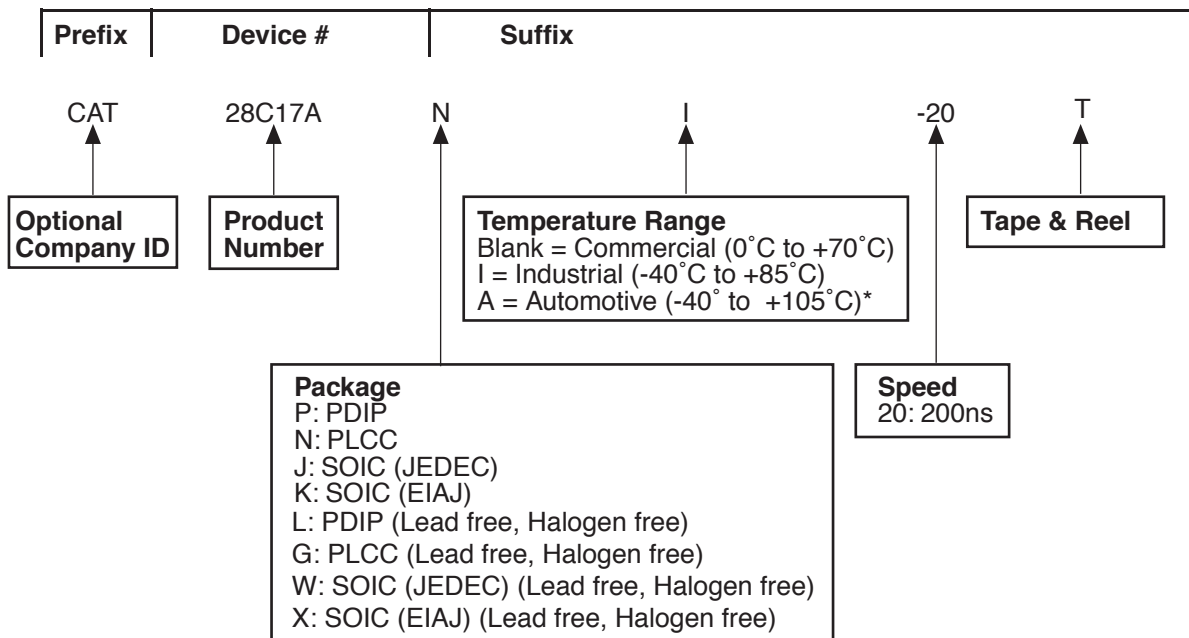 Prefix Device # Suffix
CAT 28C17A N I -20 T
Optional
Company ID
Product
Number
Temperature Range
Blank = Commercial (0˚C to +70˚C)
I = Industrial (-40˚C to +85˚C)
A = Automotive (-40˚ to +105˚C)*
Tape & Reel
Package
P: PDIP
N: PLCC
J: SOIC (JEDEC)
K: SOIC (EIAJ)
L: PDIP (Lead free, Halogen free)
G: PLCC (Lead free, Halogen free)
W: SOIC (JEDEC) (Lead free, Halogen free)
X: SOIC (EIAJ) (Lead free, Halogen free)
Speed
20: 200ns